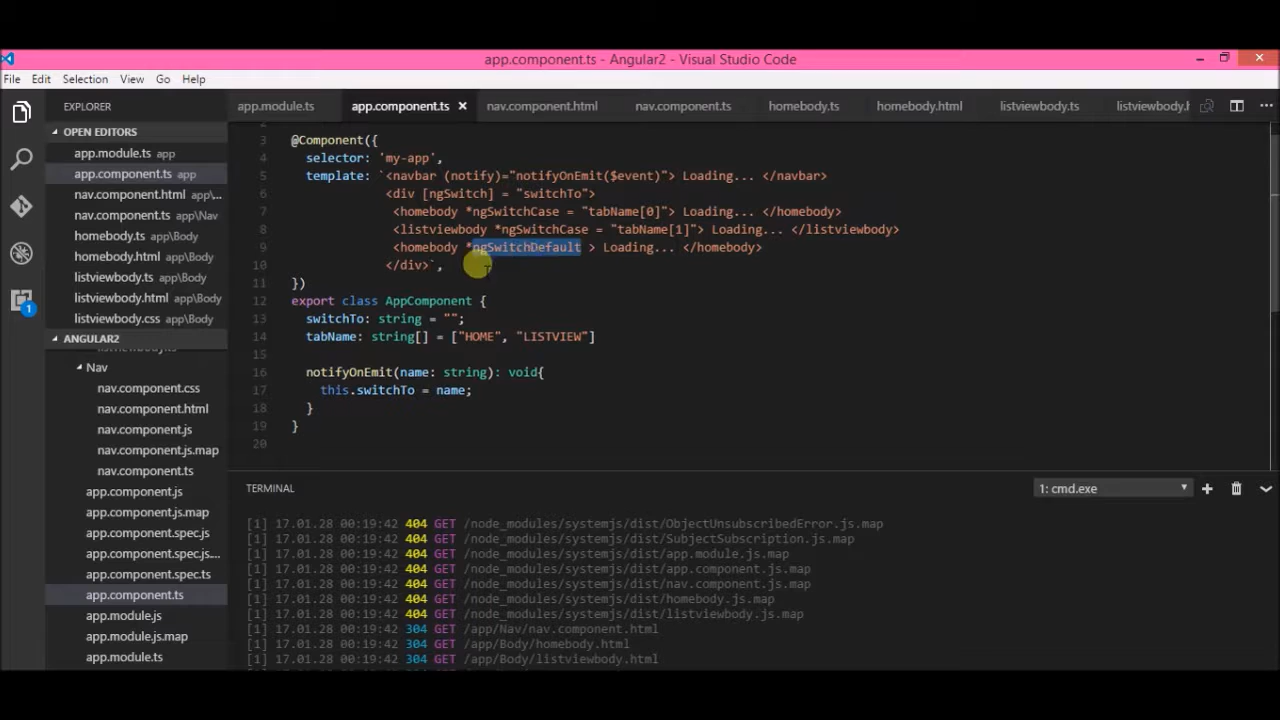 app.component.ts - Angular2 - Visual Studio Code
File Edit Selection View Go Help
EXPLORER
OPEN EDITORS
app.module.ts app
app.component.ts app
nav.component.html app\...
nav.component.ts app\Nav
homebody.ts app\Body
homebody.html app\Body
listviewbody.ts app\Body
listviewbody.html app\Body
listviewbody.css app\Body
1
ANGULAR2
Nav
nav.component.css
nav.component.html
nav.component.js
nav.component.js.map
nav.component.ts
app.component.js
app.component.js.map
app.component.spec.js
app.component.spec.js....
app.component.spec.ts
app.component.ts
app.module.js
app.module.js.map
app.module.ts
app.module.ts app.component.ts nav.component.html nav.component.ts homebody.ts homebody.html listviewbody.ts listviewbody.h
2
3 @Component({
4 selector: 'my-app',
5 template: `<navbar (notify)="notifyOnEmit($event)"> Loading... </navbar>
6 <div [ngSwitch] = "switchTo">
7 <homebody *ngSwitchCase = "tabName[0]"> Loading... </homebody>
8 <listviewbody *ngSwitchCase = "tabName[1]"> Loading... </listviewbody>
9 <homebody *ngSwitchDefault > Loading... </homebody>
10 </div>`,
11 })
12 export class AppComponent {
13 switchTo: string = "";
14 tabName: string[] = ["HOME", "LISTVIEW"]
15
16 notifyOnEmit(name: string): void{
17 this.switchTo = name;
18 }
19 }
20
TERMINAL
1: cmd.exe
[1] 17.01.28 00:19:42 404 GET /node_modules/systemjs/dist/ObjectUnsubscribedError.js.map
[1] 17.01.28 00:19:42 404 GET /node_modules/systemjs/dist/SubjectSubscription.js.map
[1] 17.01.28 00:19:42 404 GET /node_modules/systemjs/dist/app.module.js.map
[1] 17.01.28 00:19:42 404 GET /node_modules/systemjs/dist/app.component.js.map
[1] 17.01.28 00:19:42 404 GET /node_modules/systemjs/dist/nav.component.js.map
[1] 17.01.28 00:19:42 404 GET /node_modules/systemjs/dist/homebody.js.map
[1] 17.01.28 00:19:42 404 GET /node_modules/systemjs/dist/listviewbody.js.map
[1] 17.01.28 00:19:42 304 GET /app/Nav/nav.component.html
[1] 17.01.28 00:19:42 304 GET /app/Body/homebody.html
[1] 17.01.28 00:19:42 304 GET /app/Body/listviewbody.html